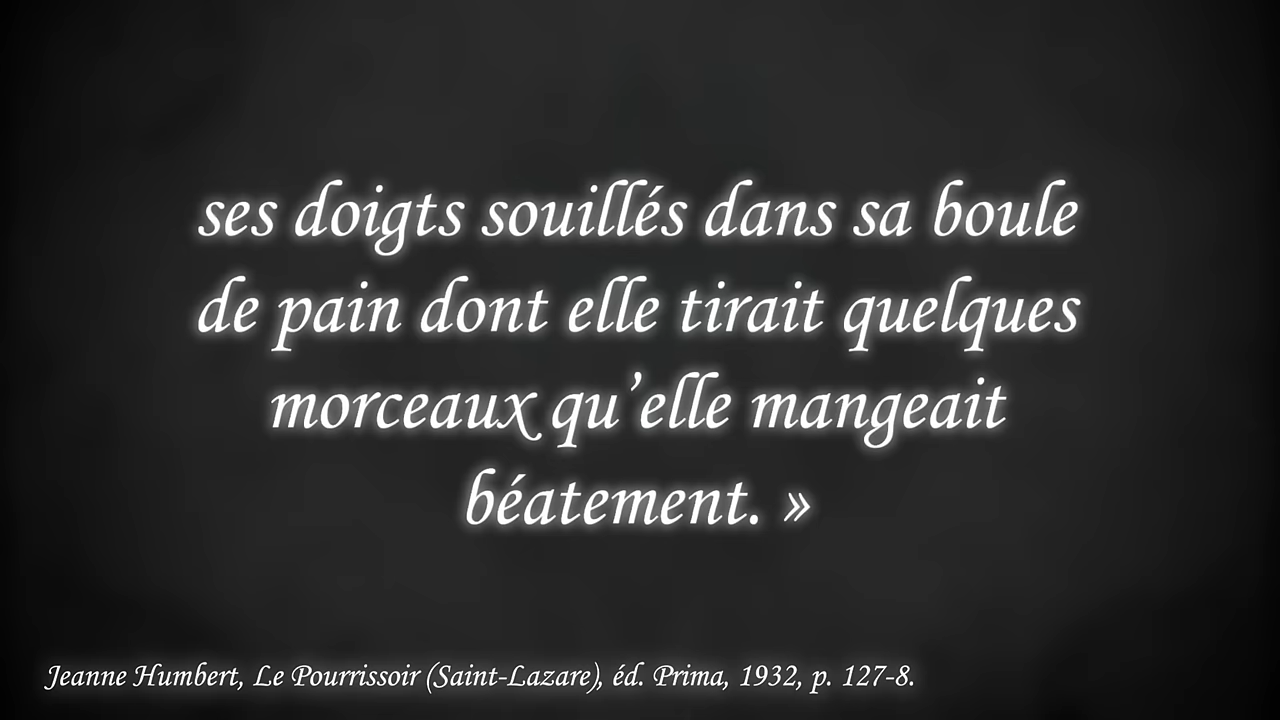 ses doigts souillés dans sa boule
de pain dont elle tirait quelques
morceaux qu’elle mangeait
béatement. »
Jeanne Humbert, Le Pourrissoir (Saint-Lazare), éd. Prima, 1932, p. 127-8.